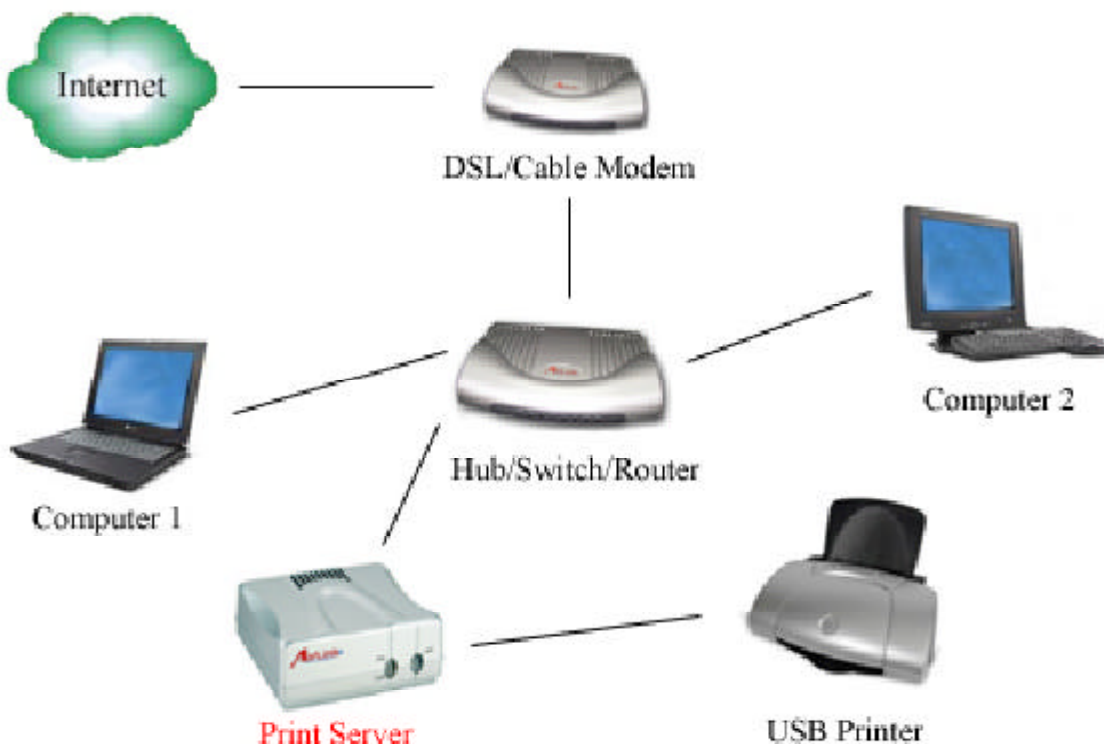 Internet
DSL/Cable Modem
Computer 2
Hub/Switch/Router
Computer 1
Print Server
USB Printer